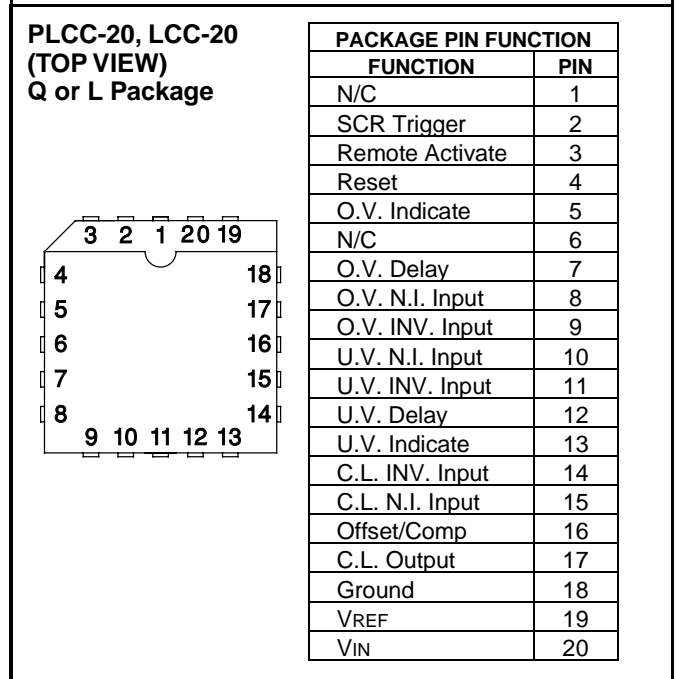 PLCC-20, LCC-20
(TOP VIEW)
Q or L Package
3 2 1 20 19
4 18
5 17
6 16
7 15
8 14
9 10 11 12 13
PACKAGE PIN FUNCTION
FUNCTION PIN
N/C 1
SCR Trigger 2
Remote Activate 3
Reset 4
O.V. Indicate 5
N/C 6
O.V. Delay 7
O.V. N.I. Input 8
O.V. INV. Input 9
U.V. N.I. Input 10
U.V. INV. Input 11
U.V. Delay 12
U.V. Indicate 13
C.L. INV. Input 14
C.L. N.I. Input 15
Offset/Comp 16
C.L. Output 17
Ground 18
VREF 19
VIN 20